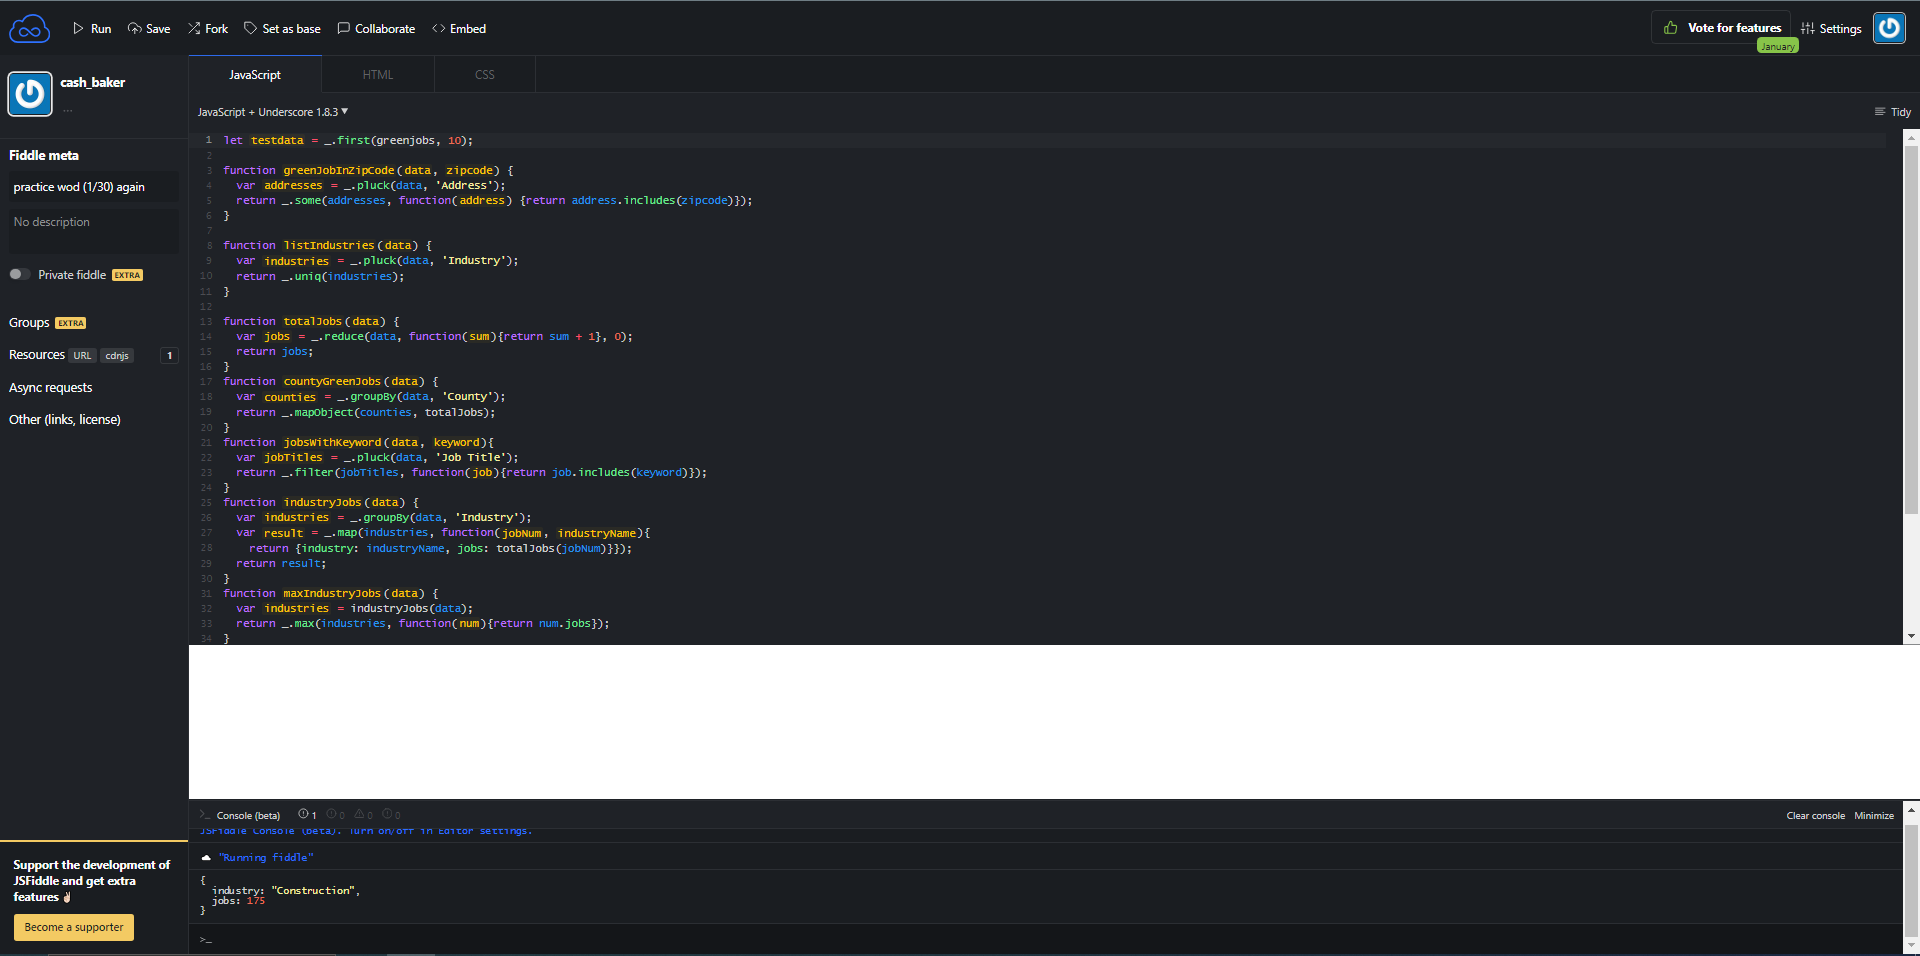 Run Save Fork Set as base Collaborate Embed Vote for features Settings
January
cash_baker
...
Fiddle meta
practice wod (1/30) again
No description
Private fiddle EXTRA
Groups EXTRA
Resources URL cdnjs 1
Async requests
Other (links, license)
Support the development of
JSFiddle and get extra
features ✌
Become a supporter
JavaScript HTML CSS
JavaScript + Underscore 1.8.3 ▼ Tidy
1 let testdata = _.first(greenjobs, 10);
2
3 function greenJobInZipCode(data, zipcode) {
4 var addresses = _.pluck(data, 'Address');
5 return _.some(addresses, function(address) {return address.includes(zipcode)});
6 }
7
8 function listIndustries(data) {
9 var industries = _.pluck(data, 'Industry');
10 return _.uniq(industries);
11 }
12
13 function totalJobs(data) {
14 var jobs = _.reduce(data, function(sum){return sum + 1}, 0);
15 return jobs;
16 }
17 function countyGreenJobs(data) {
18 var counties = _.groupBy(data, 'County');
19 return _.mapObject(counties, totalJobs);
20 }
21 function jobsWithKeyword(data, keyword){
22 var jobTitles = _.pluck(data, 'Job Title');
23 return _.filter(jobTitles, function(job){return job.includes(keyword)});
24 }
25 function industryJobs(data) {
26 var industries = _.groupBy(data, 'Industry');
27 var result = _.map(industries, function(jobNum, industryName){
28 return {industry: industryName, jobs: totalJobs(jobNum)}});
29 return result;
30 }
31 function maxIndustryJobs(data) {
32 var industries = industryJobs(data);
33 return _.max(industries, function(num){return num.jobs});
34 }
>_ Console (beta) 1 0 0 0 Clear console Minimize
JSFiddle Console (beta). Turn on/off in Editor settings.
"Running fiddle"
{
industry: "Construction",
jobs: 175
}
>_